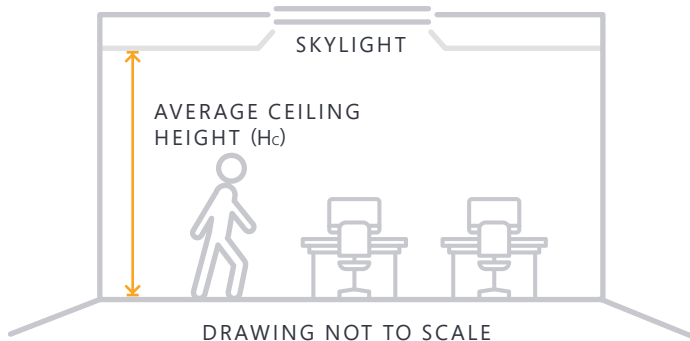 SKYLIGHT
AVERAGE CEILING
HEIGHT (Hc)
DRAWING NOT TO SCALE